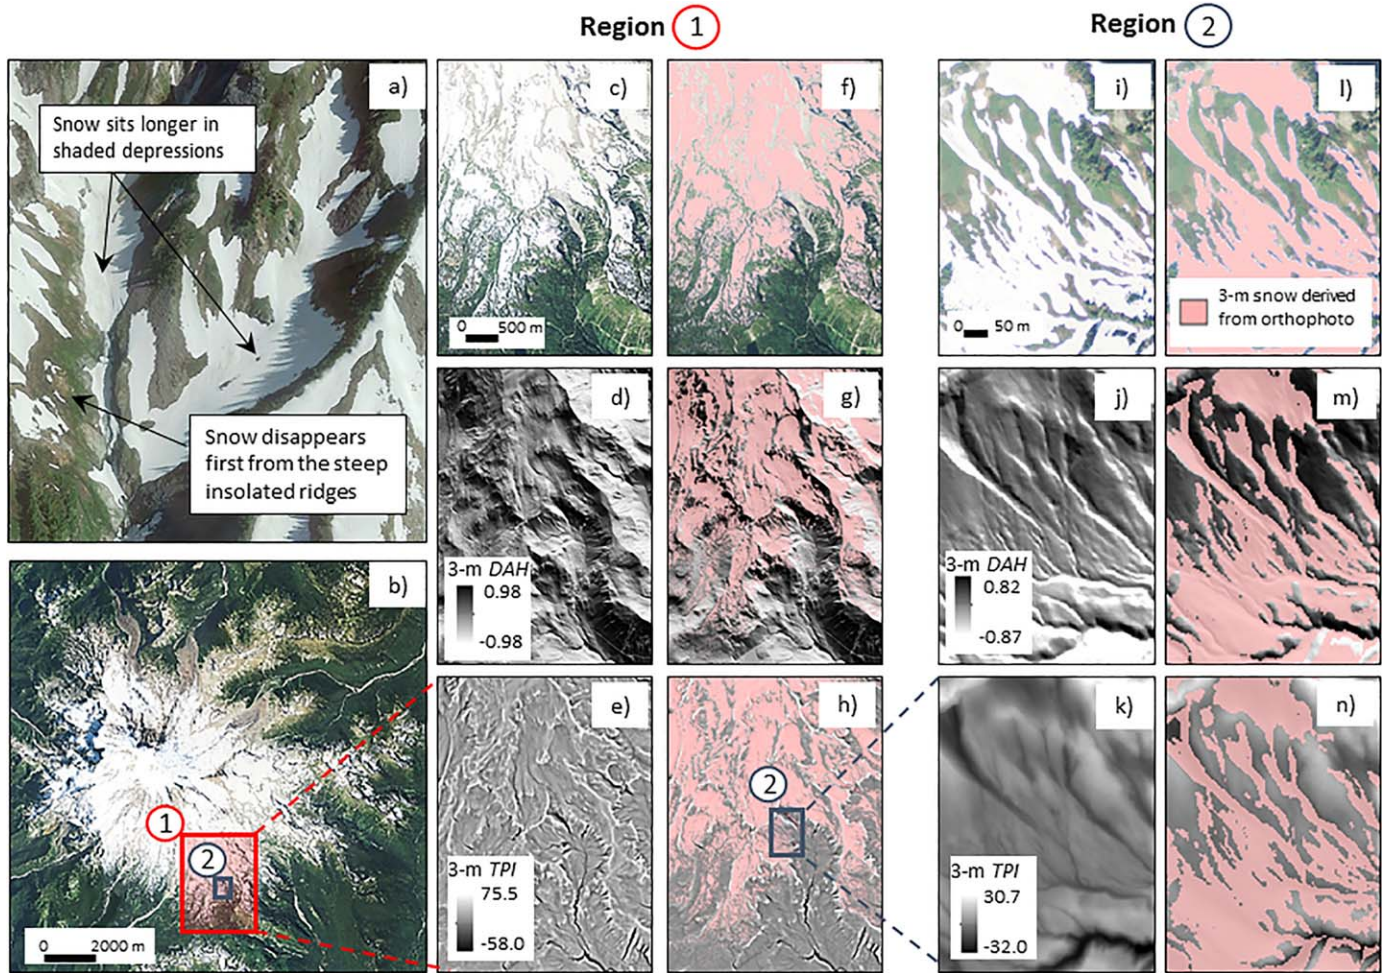 Region 1
Region 2
a)
Snow sits longer in
shaded depressions
Snow disappears
first from the steep
insolated ridges
b)
1
2
0 2000 m
c)
0 500 m
f)
d)
3-m DAH
0.98
-0.98
g)
e)
3-m TPI
75.5
-58.0
h)
2
i)
0 50 m
l)
3-m snow derived
from orthophoto
j)
3-m DAH
0.82
-0.87
m)
k)
3-m TPI
30.7
-32.0
n)